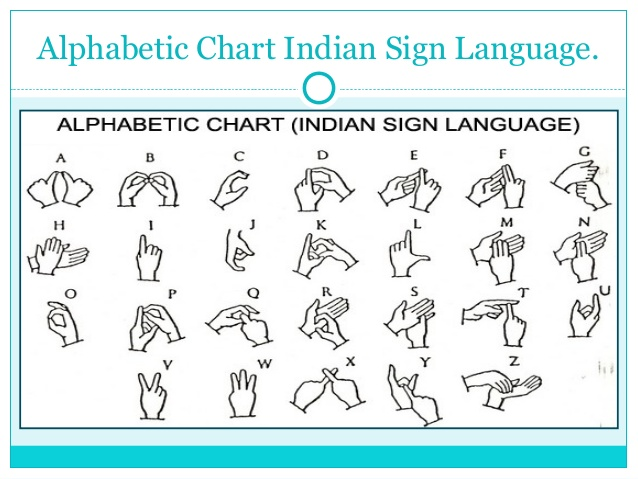 Alphabetic Chart Indian Sign Language.
ALPHABETIC CHART (INDIAN SIGN LANGUAGE)
A B C D E F G
H I J K L M N
O P Q R S T U
V W X Y Z